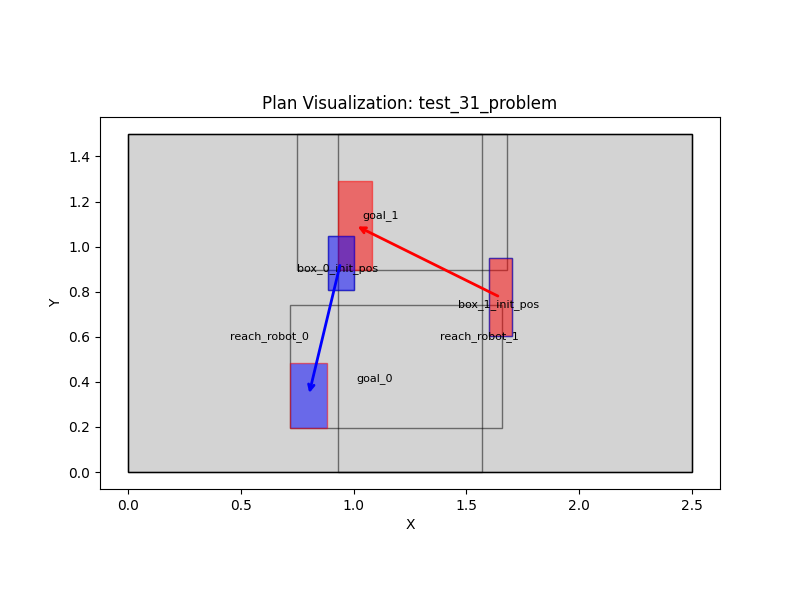 Plan Visualization: test_31_problem
1.4
1.2
1.0
0.8
0.6
0.4
0.2
0.0
Y
goal_1
box_0_init_pos
box_1_init_pos
reach_robot_0
reach_robot_1
goal_0
0.0 0.5 1.0 1.5 2.0 2.5
X